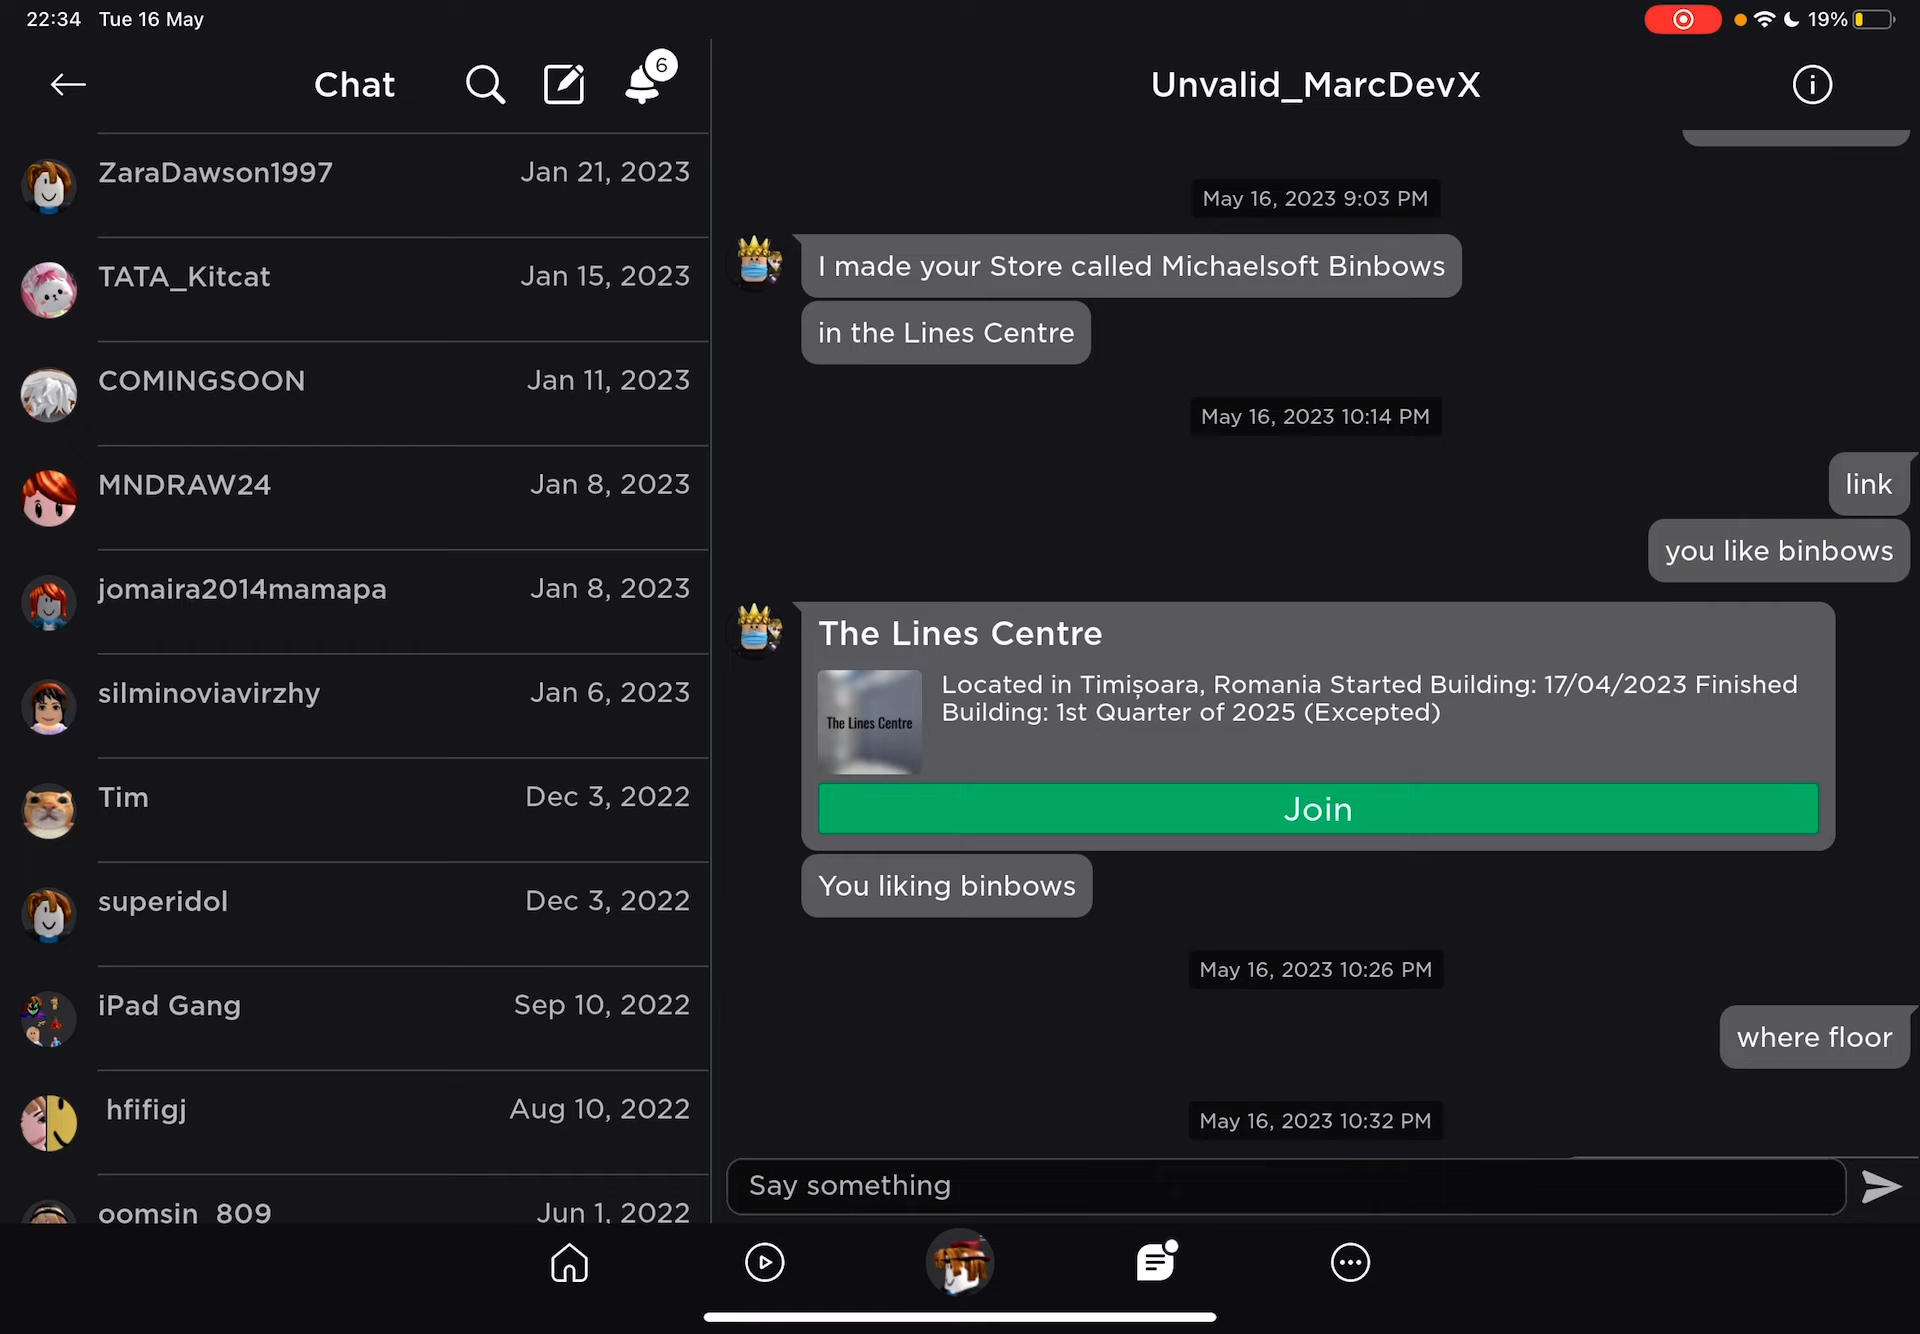 22:34 Tue 16 May
19%
Chat
6
ZaraDawson1997 Jan 21, 2023
TATA_Kitcat Jan 15, 2023
COMINGSOON Jan 11, 2023
MNDRAW24 Jan 8, 2023
jomaira2014mamapa Jan 8, 2023
silminoviavirzhy Jan 6, 2023
Tim Dec 3, 2022
superidol Dec 3, 2022
iPad Gang Sep 10, 2022
hfifigj Aug 10, 2022
oomsin_809 Jun 1, 2022
Unvalid_MarcDevX
May 16, 2023 9:03 PM
I made your Store called Michaelsoft Binbows
in the Lines Centre
May 16, 2023 10:14 PM
link
you like binbows
The Lines Centre
The Lines Centre
Located in Timișoara, Romania Started Building: 17/04/2023 Finished
Building: 1st Quarter of 2025 (Excepted)
Join
You liking binbows
May 16, 2023 10:26 PM
where floor
May 16, 2023 10:32 PM
Say something